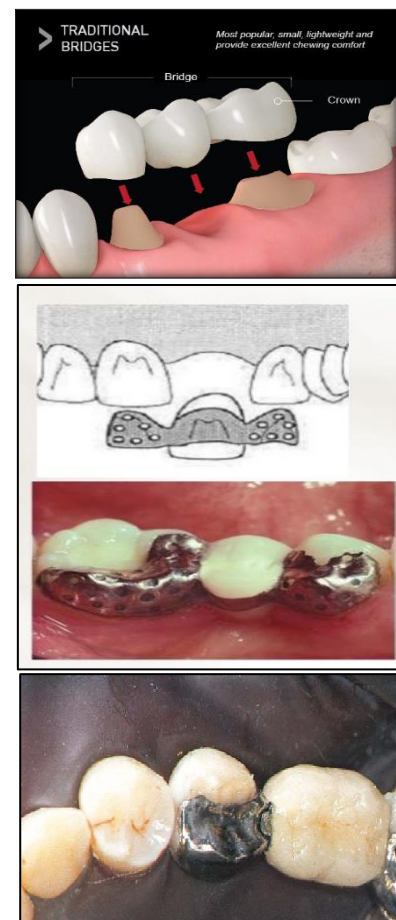 TRADITIONAL
BRIDGES
Most popular, small, lightweight and
provide excellent chewing comfort
Bridge
Crown